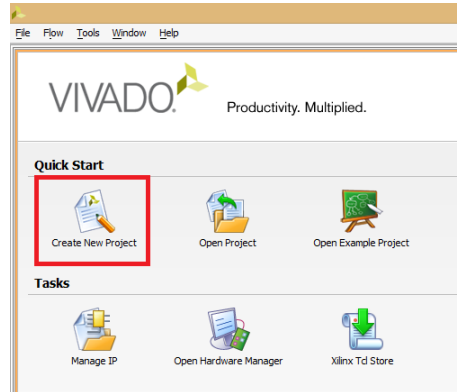 File Flow Tools Window Help
VIVADO. Productivity. Multiplied.
Quick Start
Create New Project Open Project Open Example Project
Tasks
Manage IP Open Hardware Manager Xilinx Tcl Store